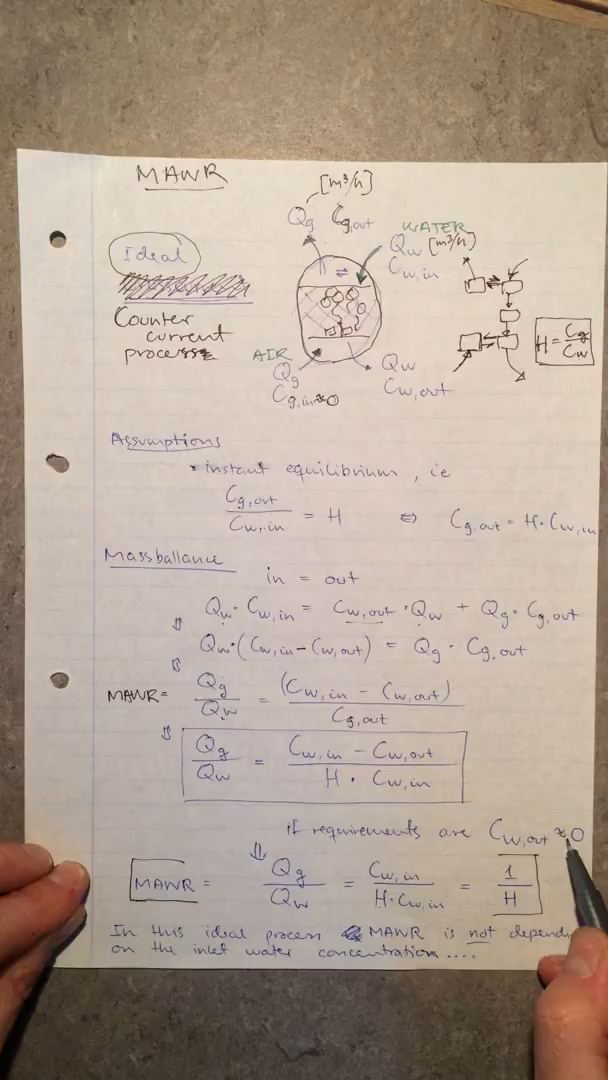 MAWR
[m³/h]
Qg Cg,out
WATER
Qw [m³/h]
Cw,in
Ideal
Counter
current
process
AIR
Qg
Cg,in≈0
Qw
Cw,out
H = Cg/Cw
Assumptions
• instant equilibrium, ie
Cg,out/Cw,in = H ⇔ Cg,out = H·Cw,in
Massballance
in = out
Qw·Cw,in = Cw,out·Qw + Qg·Cg,out
⇓ Qw·(Cw,in-Cw,out) = Qg·Cg,out
⇓
MAWR= Qg/Qw = (Cw,in - Cw,out)/Cg,out
⇓ Qg/Qw = Cw,in - Cw,out/H·Cw,in
if requirements are Cw,out≈0
⇓
MAWR = Qg/Qw = Cw,in/H·Cw,in = 1/H
In this ideal process MAWR is not depend
on the inlet water concentration....